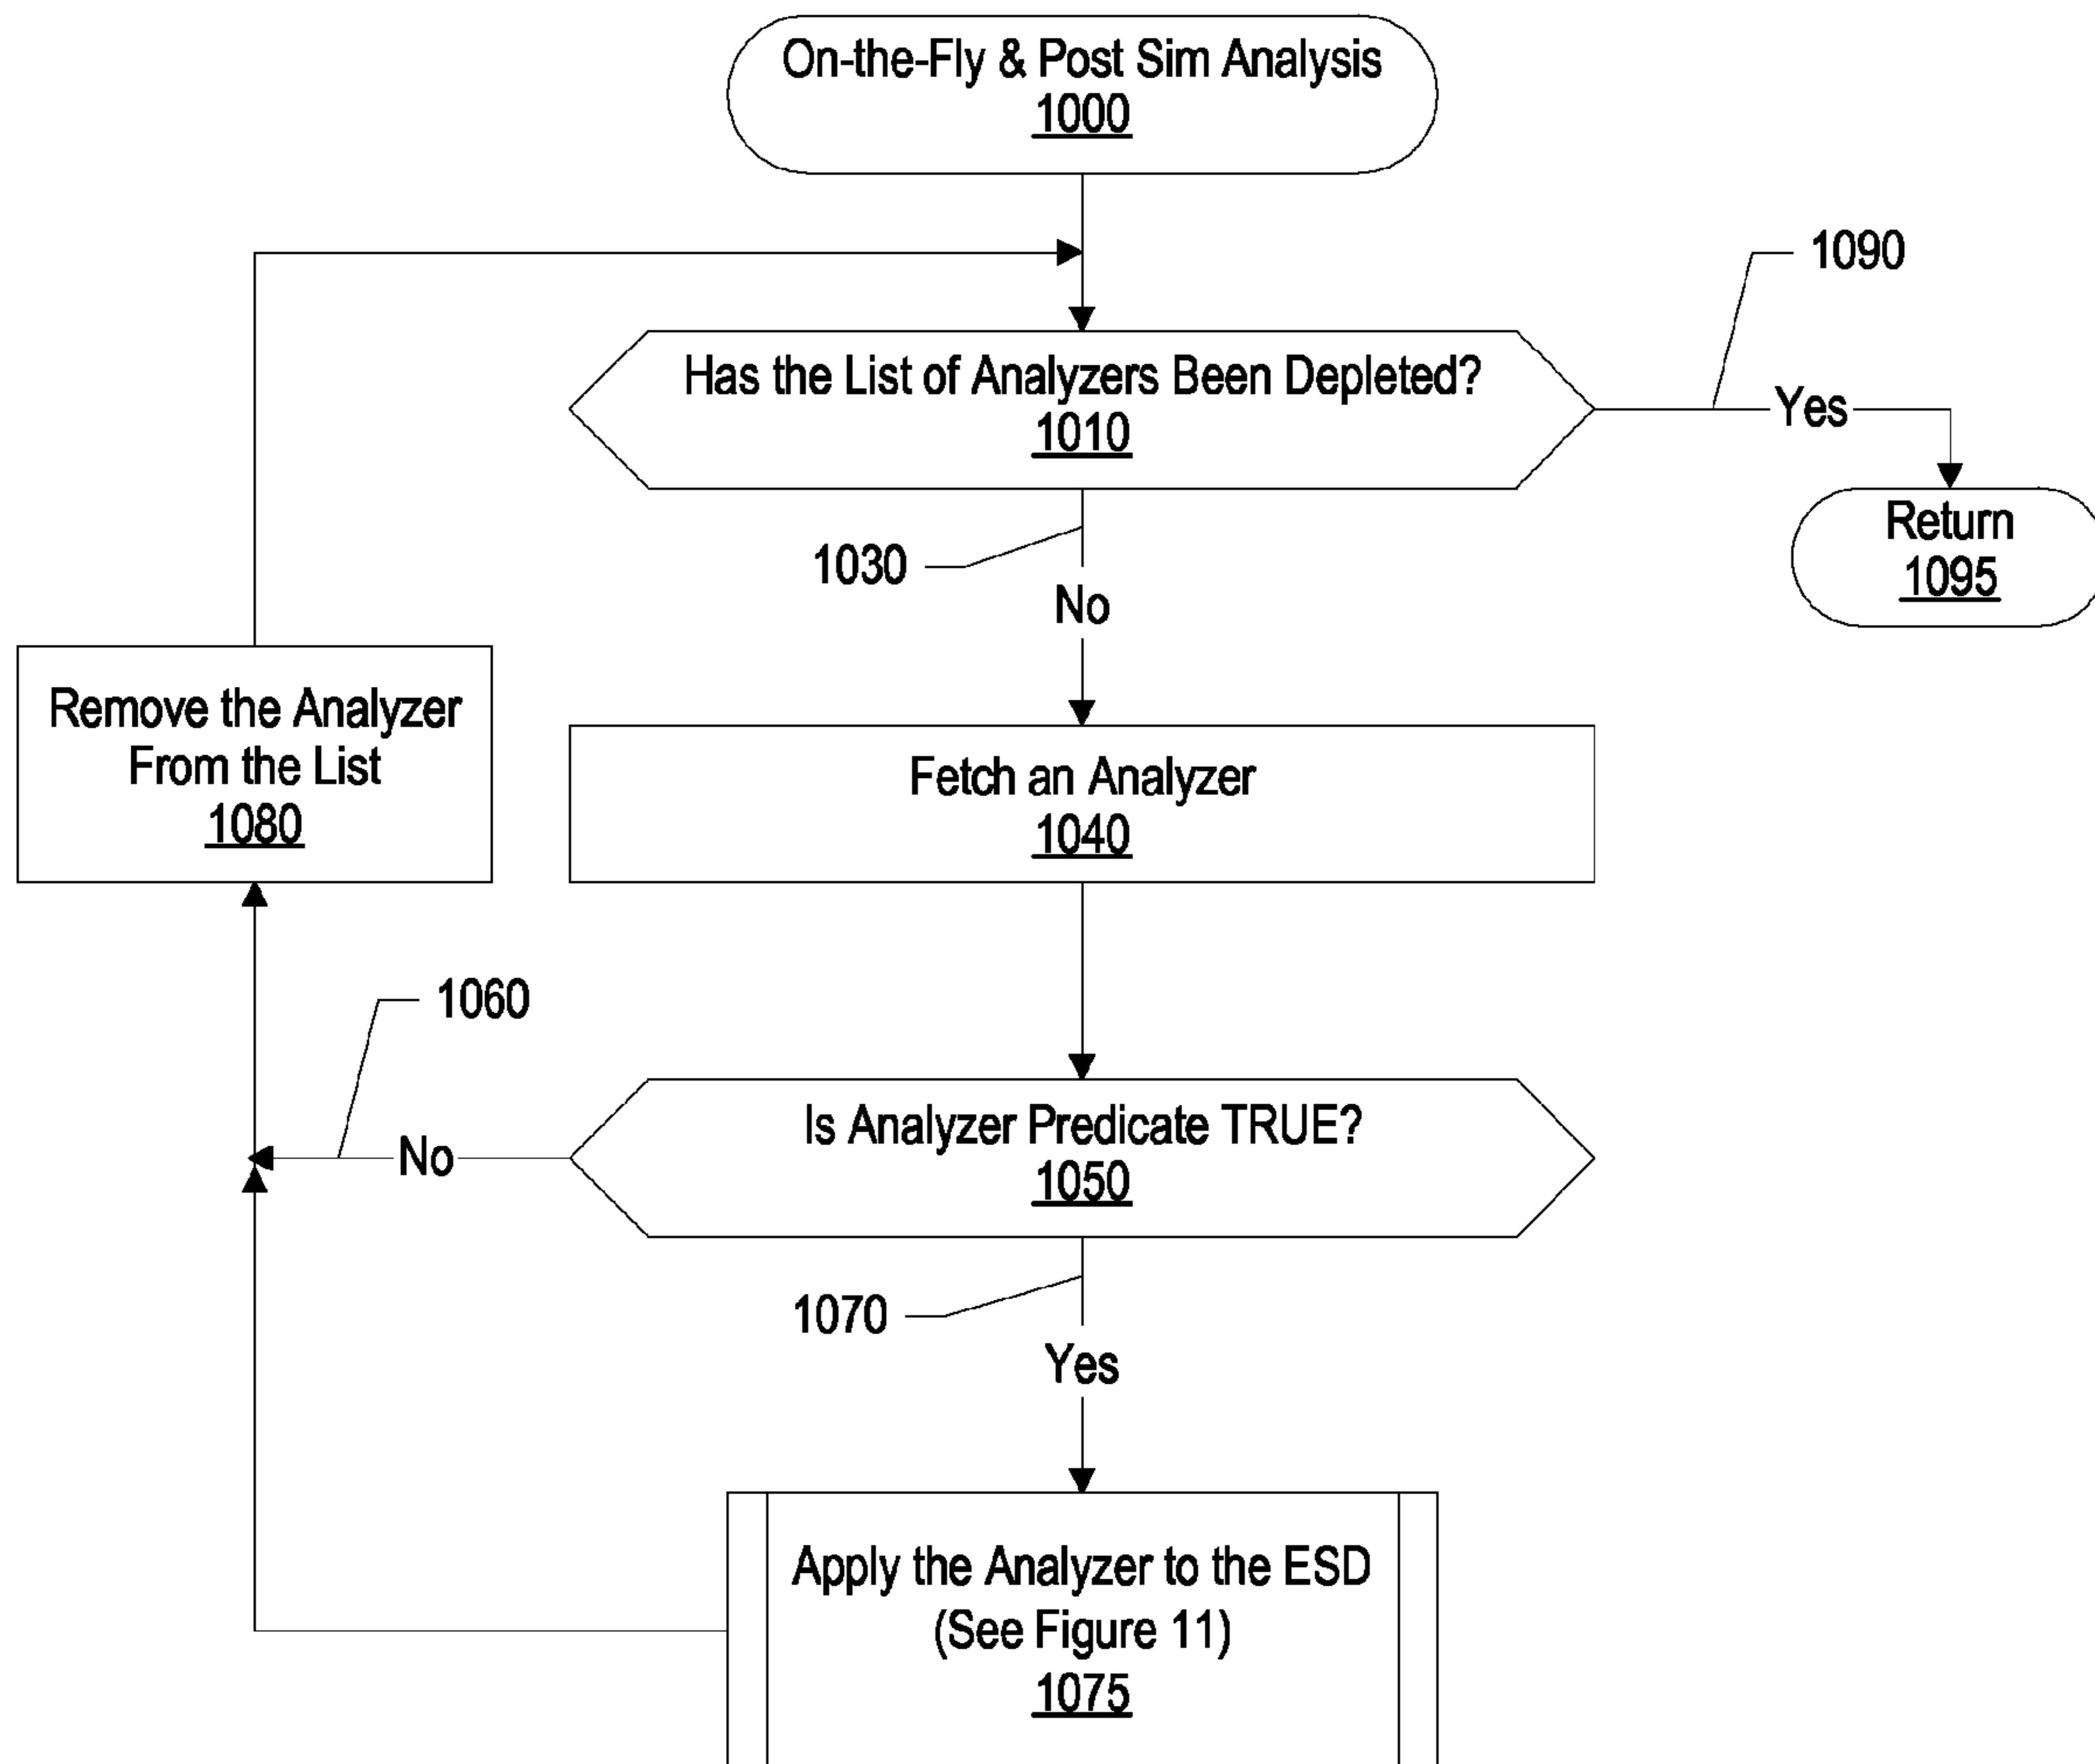 On-the-Fly & Post Sim Analysis
1000
1090
Has the List of Analyzers Been Depleted?
1010
Yes
Return
1095
1030
No
Remove the Analyzer
From the List
1080
Fetch an Analyzer
1040
1060
Is Analyzer Predicate TRUE?
1050
No
1070
Yes
Apply the Analyzer to the ESD
(See Figure 11)
1075